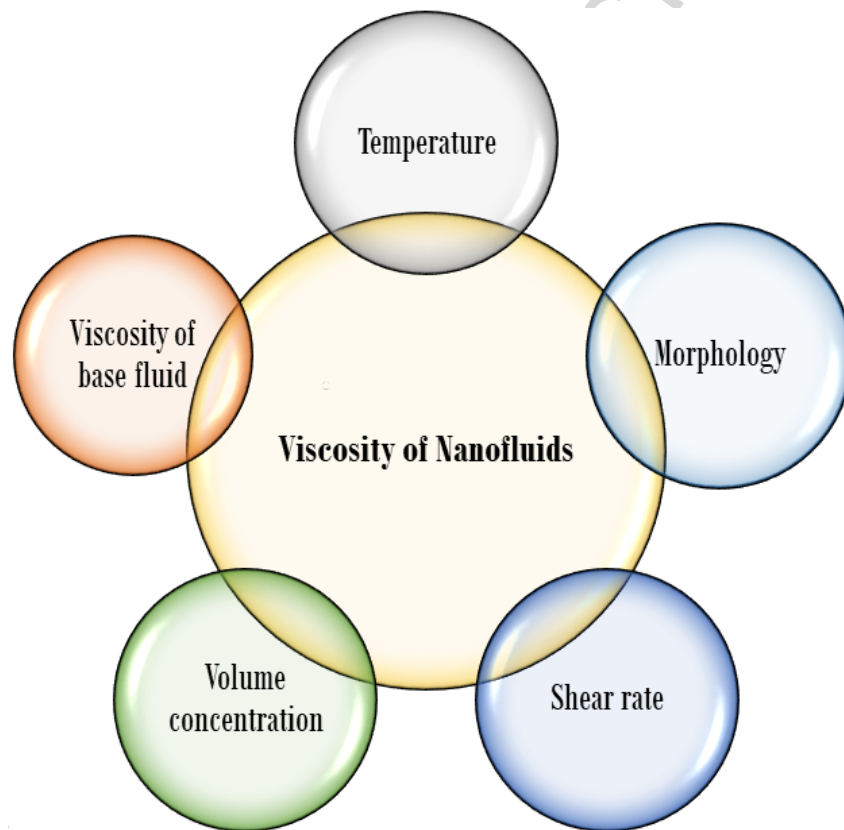 Temperature
Viscosity of
base fluid
Morphology
Viscosity of Nanofluids
Volume
concentration
Shear rate